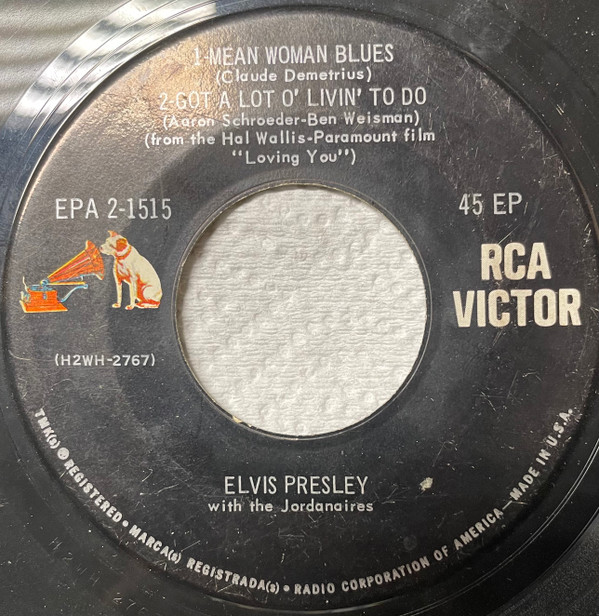 1-MEAN WOMAN BLUES
(Claude Demetrius)
2-GOT A LOT O' LIVIN' TO DO
(Aaron Schroeder-Ben Weisman)
(from the Hal Wallis-Paramount film
"Loving You")
EPA 2-1515
45 EP
RCA
VICTOR
(H2WH-2767)
ELVIS PRESLEY
with the Jordanaires
TMK(s) ® REGISTERED • MARCA(s) REGISTRADA(s) • RADIO CORPORATION OF AMERICA—MADE IN U.S.A.